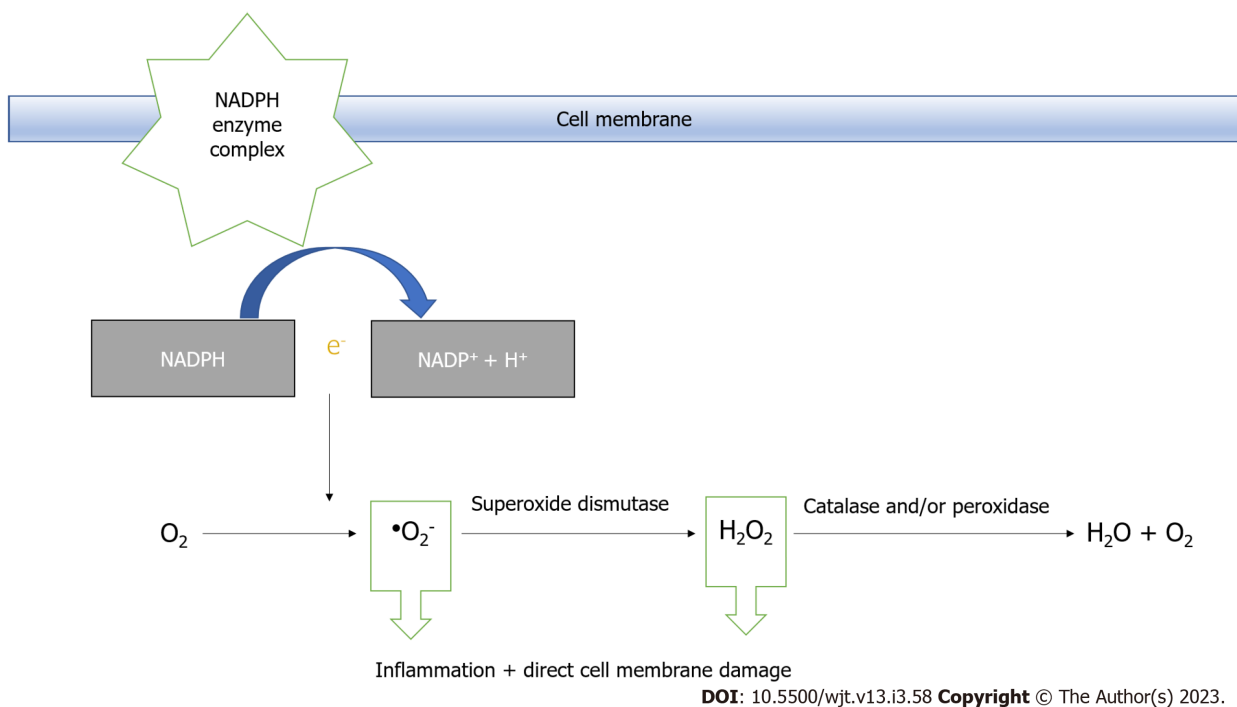 NADPH
enzyme
complex
Cell membrane
NADPH
e⁻
NADP⁺ + H⁺
O₂
•O₂⁻
Superoxide dismutase
H₂O₂
Catalase and/or peroxidase
H₂O + O₂
Inflammation + direct cell membrane damage
DOI: 10.5500/wjt.v13.i3.58 Copyright © The Author(s) 2023.